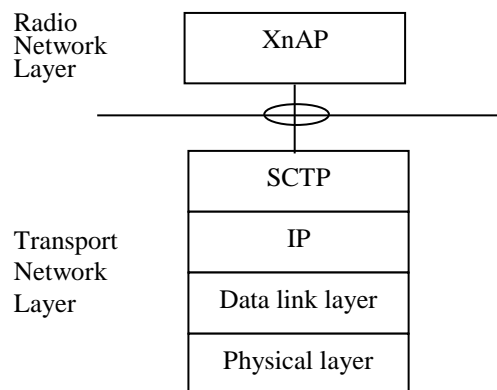 Radio
Network
Layer
XnAP
SCTP
IP
Transport
Network
Layer
Data link layer
Physical layer